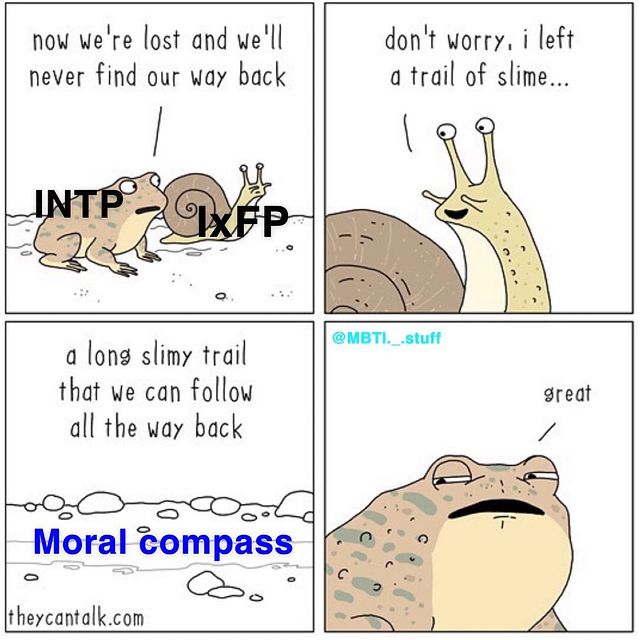 now we're lost and we'll
never find our way back
INTP
IxFP
don't worry, i left
a trail of slime...
a long slimy trail
that we can follow
all the way back
Moral compass
theycantalk.com
@MBTI._.stuff
great